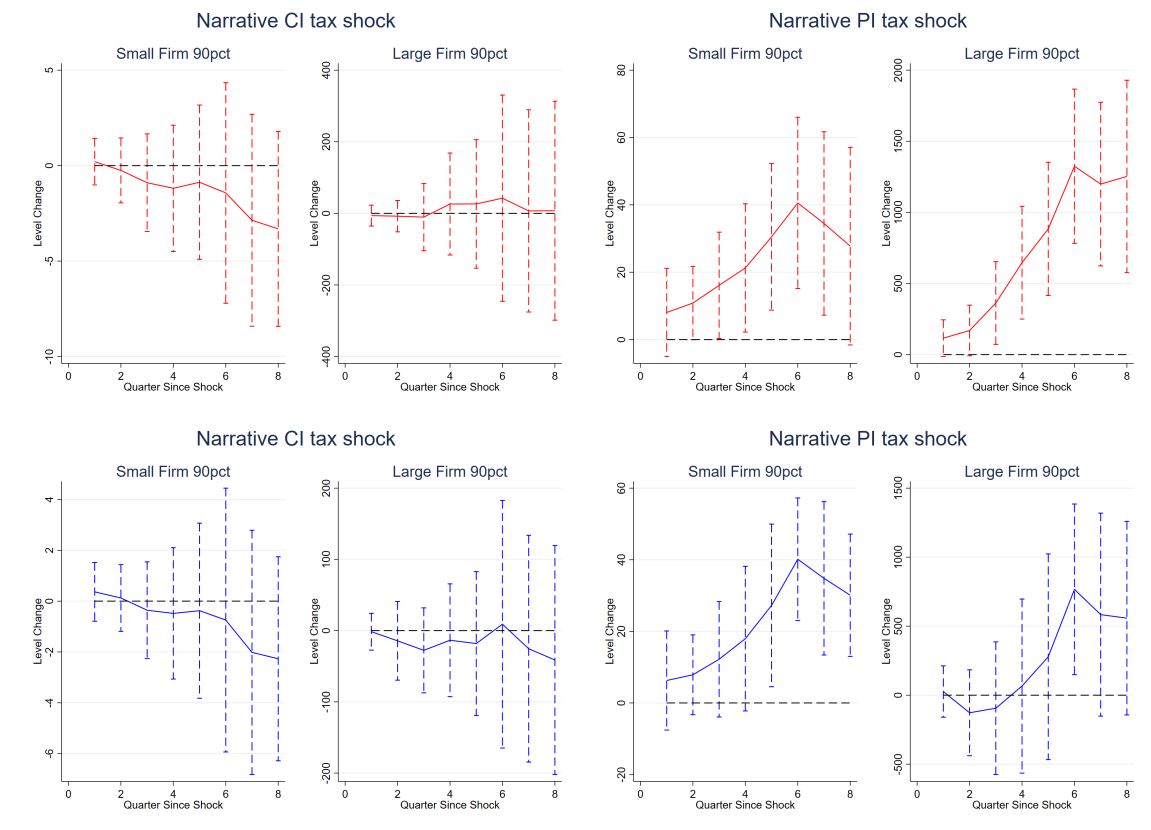 Narrative CI tax shock
Narrative PI tax shock
Small Firm 90pct
Large Firm 90pct
Small Firm 90pct
Large Firm 90pct
Level Change
5
0
-5
-10
0 2 4 6 8
Quarter Since Shock
Level Change
400
200
0
-200
-400
0 2 4 6 8
Quarter Since Shock
Level Change
80
60
40
20
0
0 2 4 6 8
Quarter Since Shock
Level Change
2000
1500
1000
500
0
0 2 4 6 8
Quarter Since Shock
Narrative CI tax shock
Narrative PI tax shock
Small Firm 90pct
Large Firm 90pct
Small Firm 90pct
Large Firm 90pct
Level Change
4
2
0
-2
-4
-6
0 2 4 6 8
Quarter Since Shock
Level Change
200
100
0
-100
-200
0 2 4 6 8
Quarter Since Shock
Level Change
60
40
20
0
-20
0 2 4 6 8
Quarter Since Shock
Level Change
1500
1000
500
0
-500
0 2 4 6 8
Quarter Since Shock